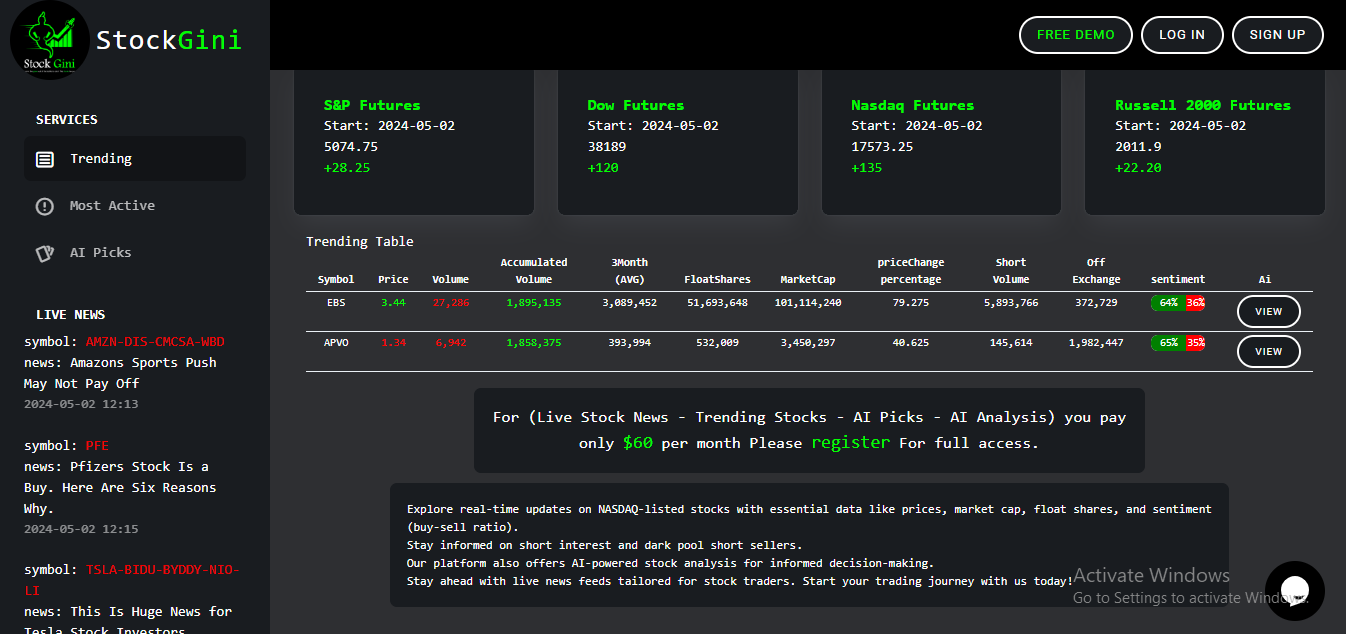 Stock Gini
StockGini
FREE DEMO
LOG IN
SIGN UP
SERVICES
Trending
Most Active
AI Picks
LIVE NEWS
symbol: AMZN-DIS-CMCSA-WBD
news: Amazons Sports Push
May Not Pay Off
2024-05-02 12:13
symbol: PFE
news: Pfizers Stock Is a
Buy. Here Are Six Reasons
Why.
2024-05-02 12:15
symbol: TSLA-BIDU-BYDDY-NIO-
LI
news: This Is Huge News for
Tesla Stock Investors
S&P Futures
Start: 2024-05-02
5074.75
+28.25
Dow Futures
Start: 2024-05-02
38189
+120
Nasdaq Futures
Start: 2024-05-02
17573.25
+135
Russell 2000 Futures
Start: 2024-05-02
2011.9
+22.20
Trending Table
Symbol Price Volume Accumulated Volume 3Month (AVG) FloatShares MarketCap priceChange percentage Short Volume Off Exchange sentiment Ai
EBS 3.44 27,286 1,895,135 3,089,452 51,693,648 101,114,240 79.275 5,893,766 372,729 64% 36% VIEW
APVO 1.34 6,942 1,858,375 393,994 532,009 3,450,297 40.625 145,614 1,982,447 65% 35% VIEW
For (Live Stock News - Trending Stocks - AI Picks - AI Analysis) you pay
only $60 per month Please register For full access.
Explore real-time updates on NASDAQ-listed stocks with essential data like prices, market cap, float shares, and sentiment
(buy-sell ratio).
Stay informed on short interest and dark pool short sellers.
Our platform also offers AI-powered stock analysis for informed decision-making.
Stay ahead with live news feeds tailored for stock traders. Start your trading journey with us today!
Activate Windows
Go to Settings to activate Windows.